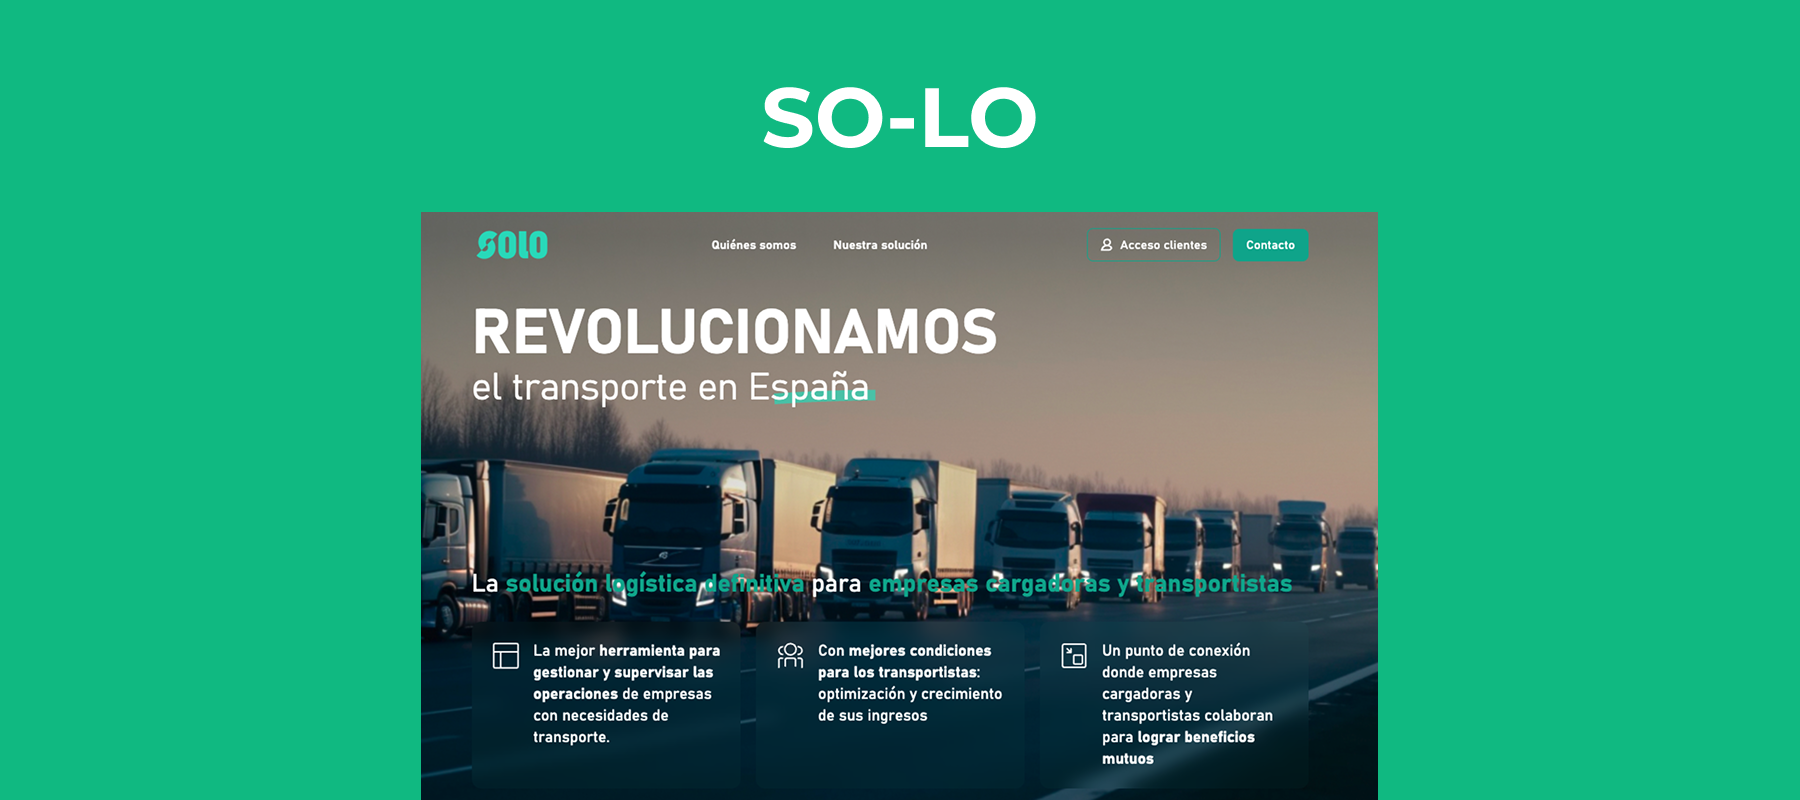 SO-LO
SOLO
Quiénes somos
Nuestra solución
Acceso clientes
Contacto
REVOLUCIONAMOS
el transporte en España
La solución logística definitiva para empresas cargadoras y transportistas
La mejor herramienta para
gestionar y supervisar las
operaciones de empresas
con necesidades de
transporte.
Con mejores condiciones
para los transportistas:
optimización y crecimiento
de sus ingresos
Un punto de conexión
donde empresas
cargadoras y
transportistas colaboran
para lograr beneficios
mutuos